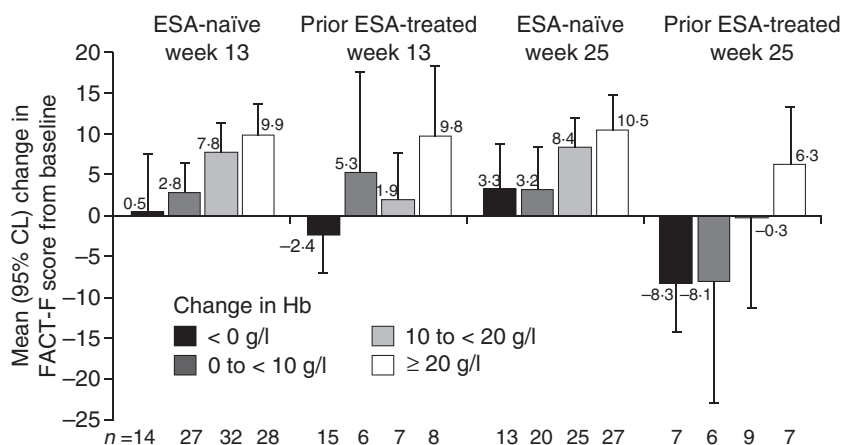 ESA-naïve week 13
Prior ESA-treated week 13
ESA-naïve week 25
Prior ESA-treated week 25
Mean (95% CL) change in
FACT-F score from baseline
20
15
10
5
0
−5
−10
−15
−20
−25
0·5
2·8
7·8
9·9
−2·4
5·3
1·9
9·8
3·3
3·2
8·4
10·5
−8·3
−8·1
−0·3
6·3
Change in Hb
< 0 g/l
0 to < 10 g/l
10 to < 20 g/l
≥ 20 g/l
n =14 27 32 28 15 6 7 8 13 20 25 27 7 6 9 7